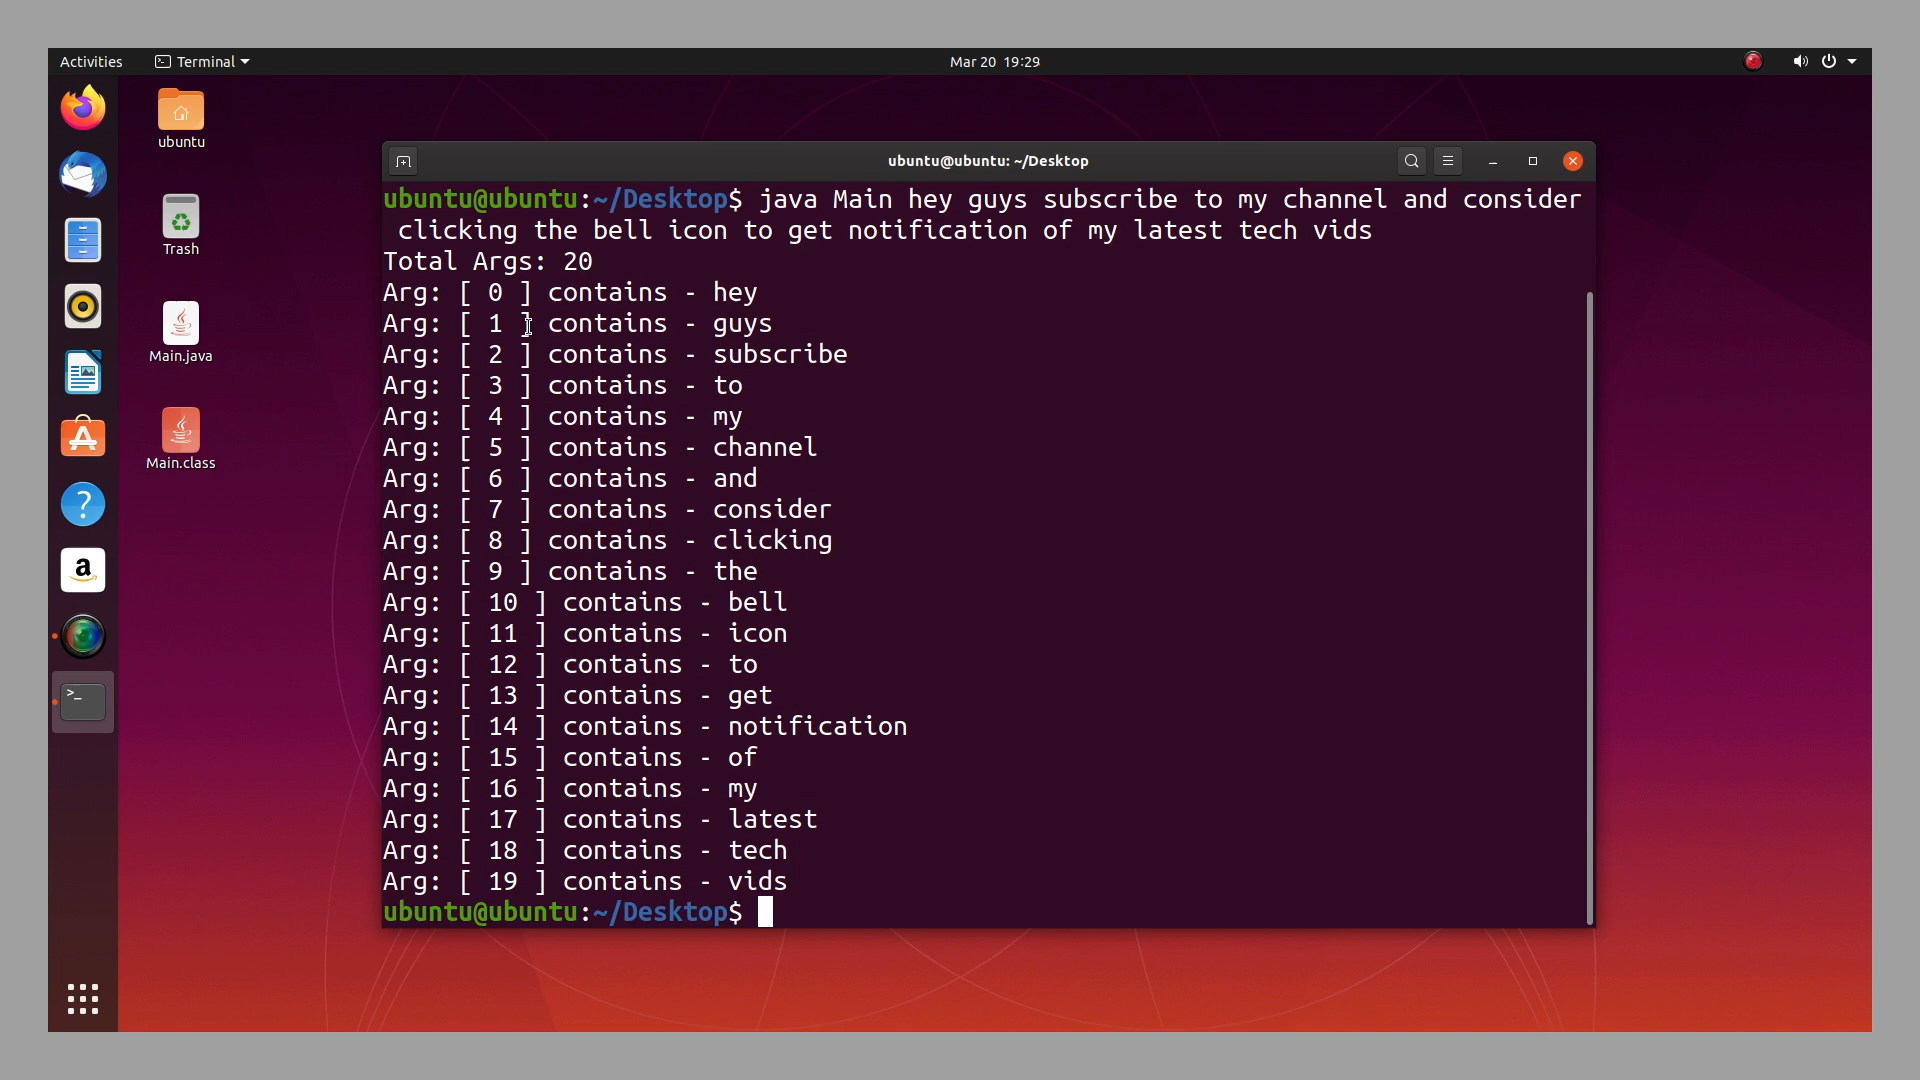 Activities
Terminal
Mar 20 19:29
ubuntu
Trash
Main.java
Main.class
?
a
>_
ubuntu@ubuntu: ~/Desktop
ubuntu@ubuntu:~/Desktop$ java Main hey guys subscribe to my channel and consider
clicking the bell icon to get notification of my latest tech vids
Total Args: 20
Arg: [ 0 ] contains - hey
Arg: [ 1 ] contains - guys
Arg: [ 2 ] contains - subscribe
Arg: [ 3 ] contains - to
Arg: [ 4 ] contains - my
Arg: [ 5 ] contains - channel
Arg: [ 6 ] contains - and
Arg: [ 7 ] contains - consider
Arg: [ 8 ] contains - clicking
Arg: [ 9 ] contains - the
Arg: [ 10 ] contains - bell
Arg: [ 11 ] contains - icon
Arg: [ 12 ] contains - to
Arg: [ 13 ] contains - get
Arg: [ 14 ] contains - notification
Arg: [ 15 ] contains - of
Arg: [ 16 ] contains - my
Arg: [ 17 ] contains - latest
Arg: [ 18 ] contains - tech
Arg: [ 19 ] contains - vids
ubuntu@ubuntu:~/Desktop$